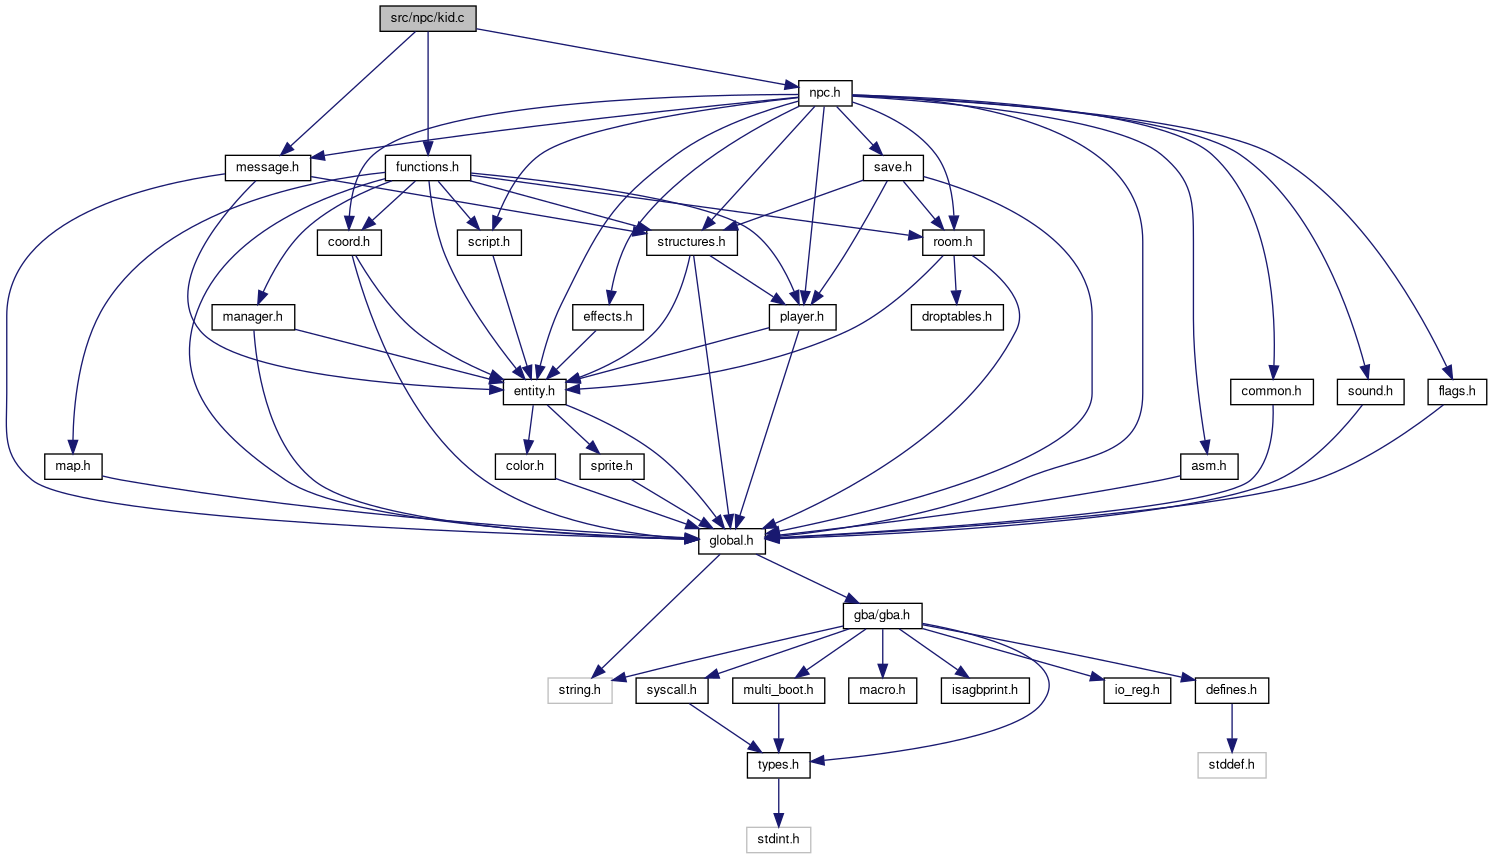 src/npc/kid.c
npc.h
message.h
functions.h
save.h
coord.h
script.h
structures.h
room.h
manager.h
effects.h
player.h
droptables.h
entity.h
common.h
sound.h
flags.h
map.h
color.h
sprite.h
asm.h
global.h
gba/gba.h
string.h
syscall.h
multi_boot.h
macro.h
isagbprint.h
io_reg.h
defines.h
types.h
stddef.h
stdint.h